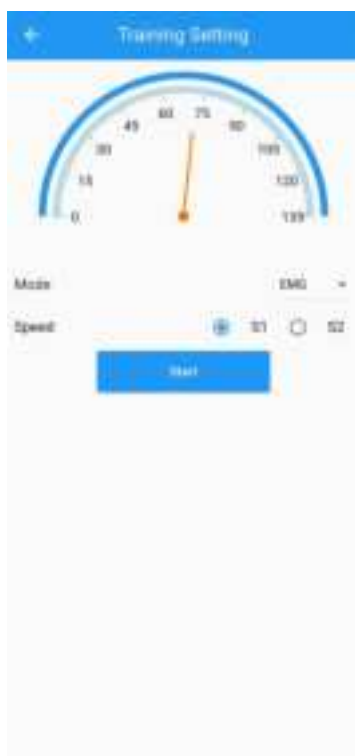 Training Setting
60 75
45 90
30 105
15 120
0 135
Mode EMG
Speed S1 S2
Start